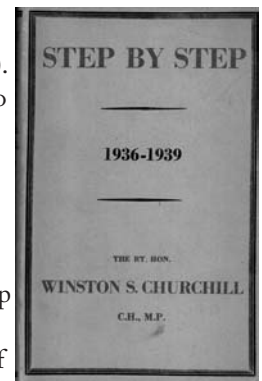 STEP BY STEP
1936-1939
THE RT. HON.
WINSTON S. CHURCHILL
C.H., M.P.